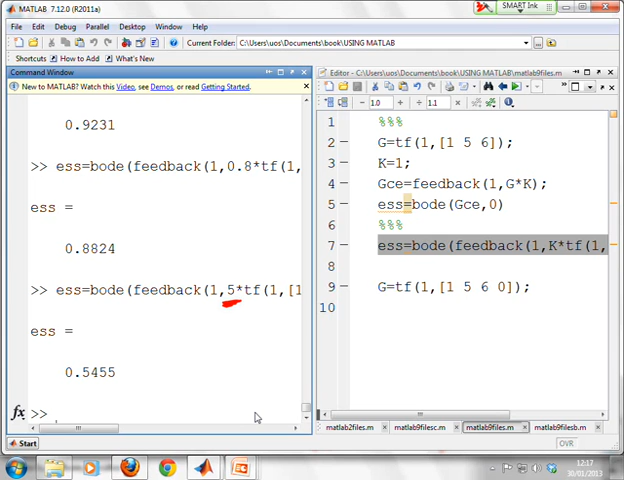 MATLAB 7.12.0 (R2011a)
SMART Ink
File Edit Debug Parallel Desktop Window Help
Current Folder: C:\Users\uos\Documents\book\USING MATLAB
Shortcuts How to Add What's New
Command Window
New to MATLAB? Watch this Video, see Demos, or read Getting Started.
0.9231
>> ess=bode(feedback(1,0.8*tf(1,
ess =
0.8824
>> ess=bode(feedback(1,5*tf(1,[1
ess =
0.5455
fx >>
Editor - C:\Users\uos\Documents\book\USING MATLAB\matlab9files.m
1.0 1.1
1 %%%
2 G=tf(1,[1 5 6]);
3 K=1;
4 Gce=feedback(1,G*K);
5 ess=bode(Gce,0)
6 %%%
7 ess=bode(feedback(1,K*tf(1,
8
9 G=tf(1,[1 5 6 0]);
10
matlab2files.m matlab9filesc.m matlab9files.m matlab9filesb.m
Start
OVR
12:17
30/01/2013